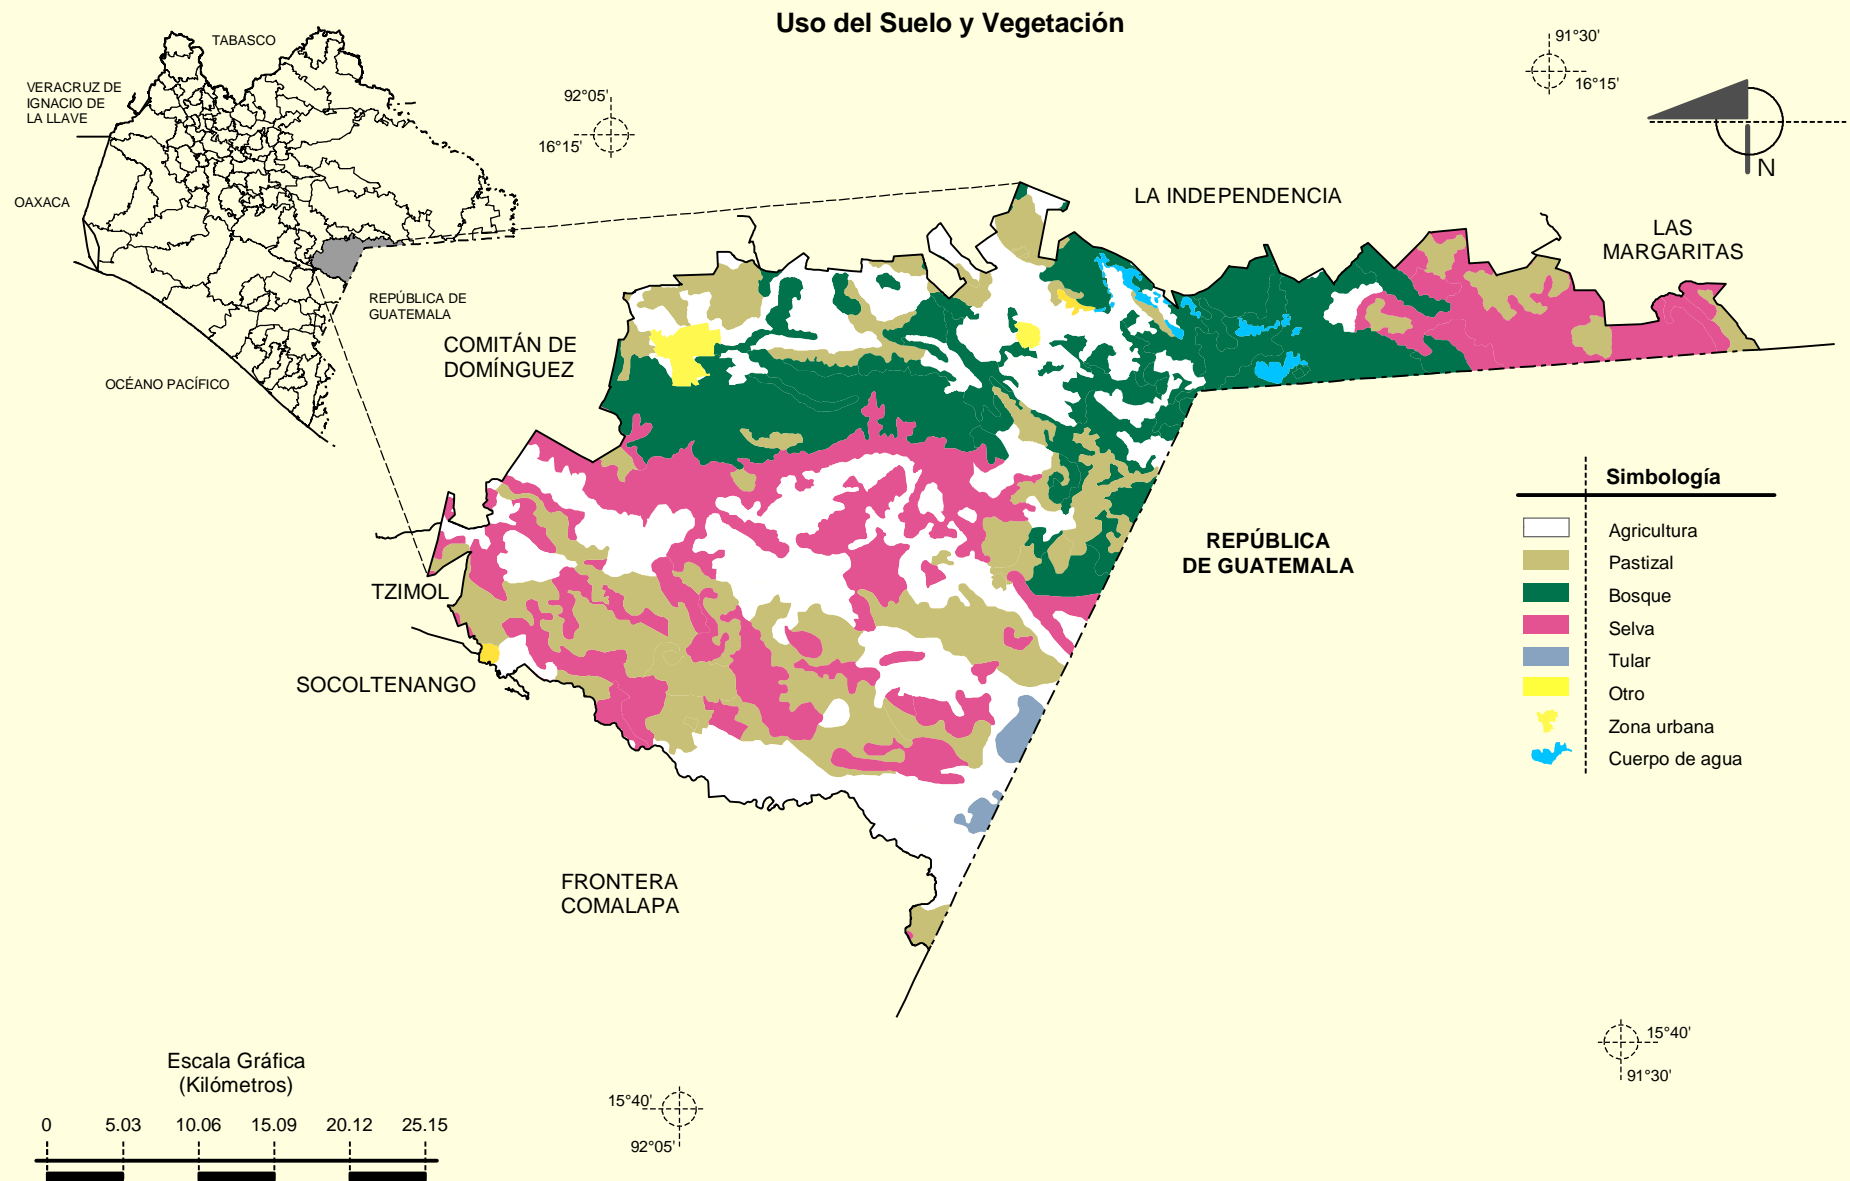 Uso del Suelo y Vegetación
TABASCO
VERACRUZ DE
IGNACIO DE
LA LLAVE
OAXACA
REPÚBLICA DE
GUATEMALA
OCÉANO PACÍFICO
92°05'
16°15'
91°30'
16°15'
N
LA INDEPENDENCIA
LAS
MARGARITAS
COMITÁN DE
DOMÍNGUEZ
TZIMOL
SOCOLTENANGO
FRONTERA
COMALAPA
REPÚBLICA
DE GUATEMALA
Simbología
Agricultura
Pastizal
Bosque
Selva
Tular
Otro
Zona urbana
Cuerpo de agua
15°40'
91°30'
15°40'
92°05'
Escala Gráfica
(Kilómetros)
0 5.03 10.06 15.09 20.12 25.15